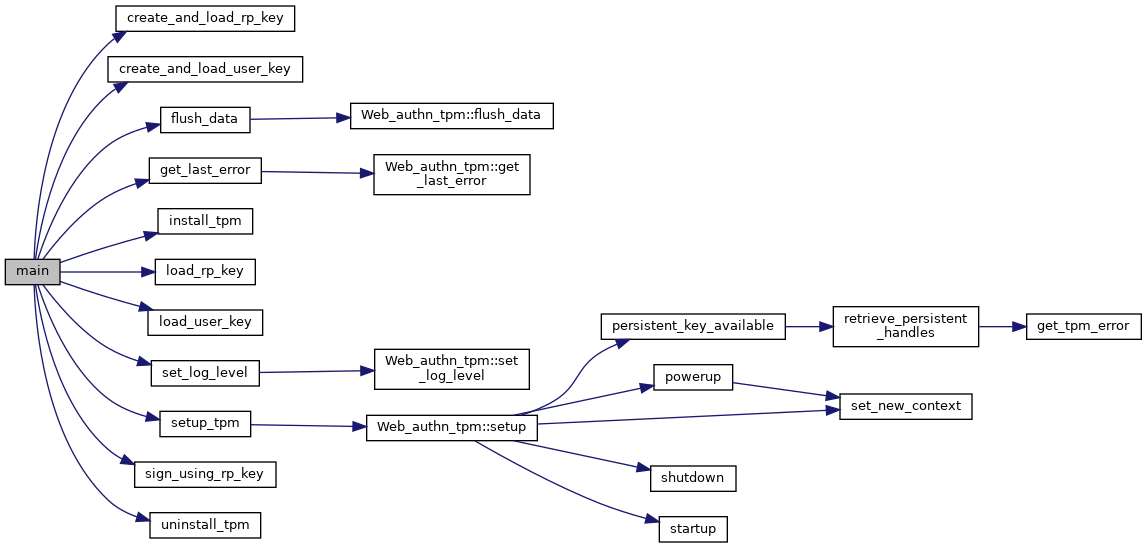 create_and_load_rp_key
create_and_load_user_key
flush_data
Web_authn_tpm::flush_data
get_last_error
Web_authn_tpm::get
_last_error
install_tpm
main
load_rp_key
load_user_key
persistent_key_available
retrieve_persistent
_handles
get_tpm_error
set_log_level
Web_authn_tpm::set
_log_level
powerup
set_new_context
setup_tpm
Web_authn_tpm::setup
sign_using_rp_key
shutdown
uninstall_tpm
startup